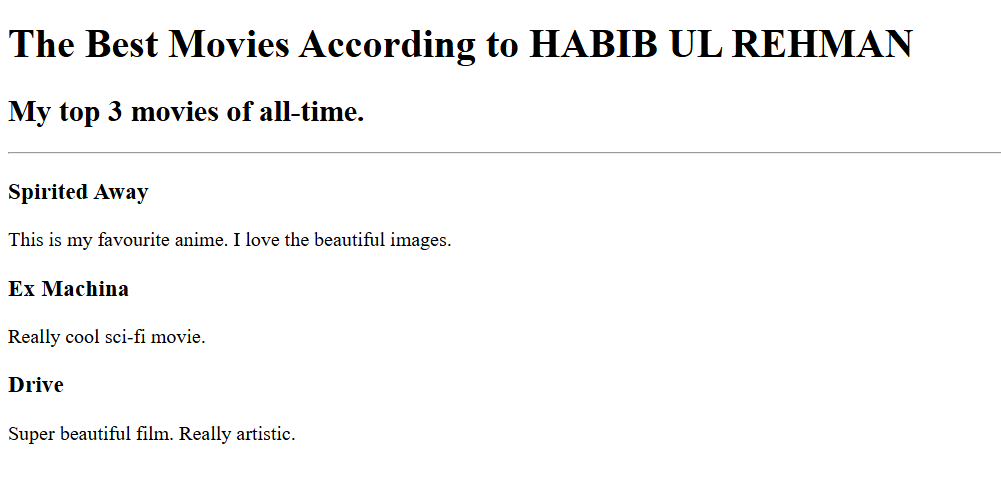 The Best Movies According to HABIB UL REHMAN
My top 3 movies of all-time.
Spirited Away
This is my favourite anime. I love the beautiful images.
Ex Machina
Really cool sci-fi movie.
Drive
Super beautiful film. Really artistic.